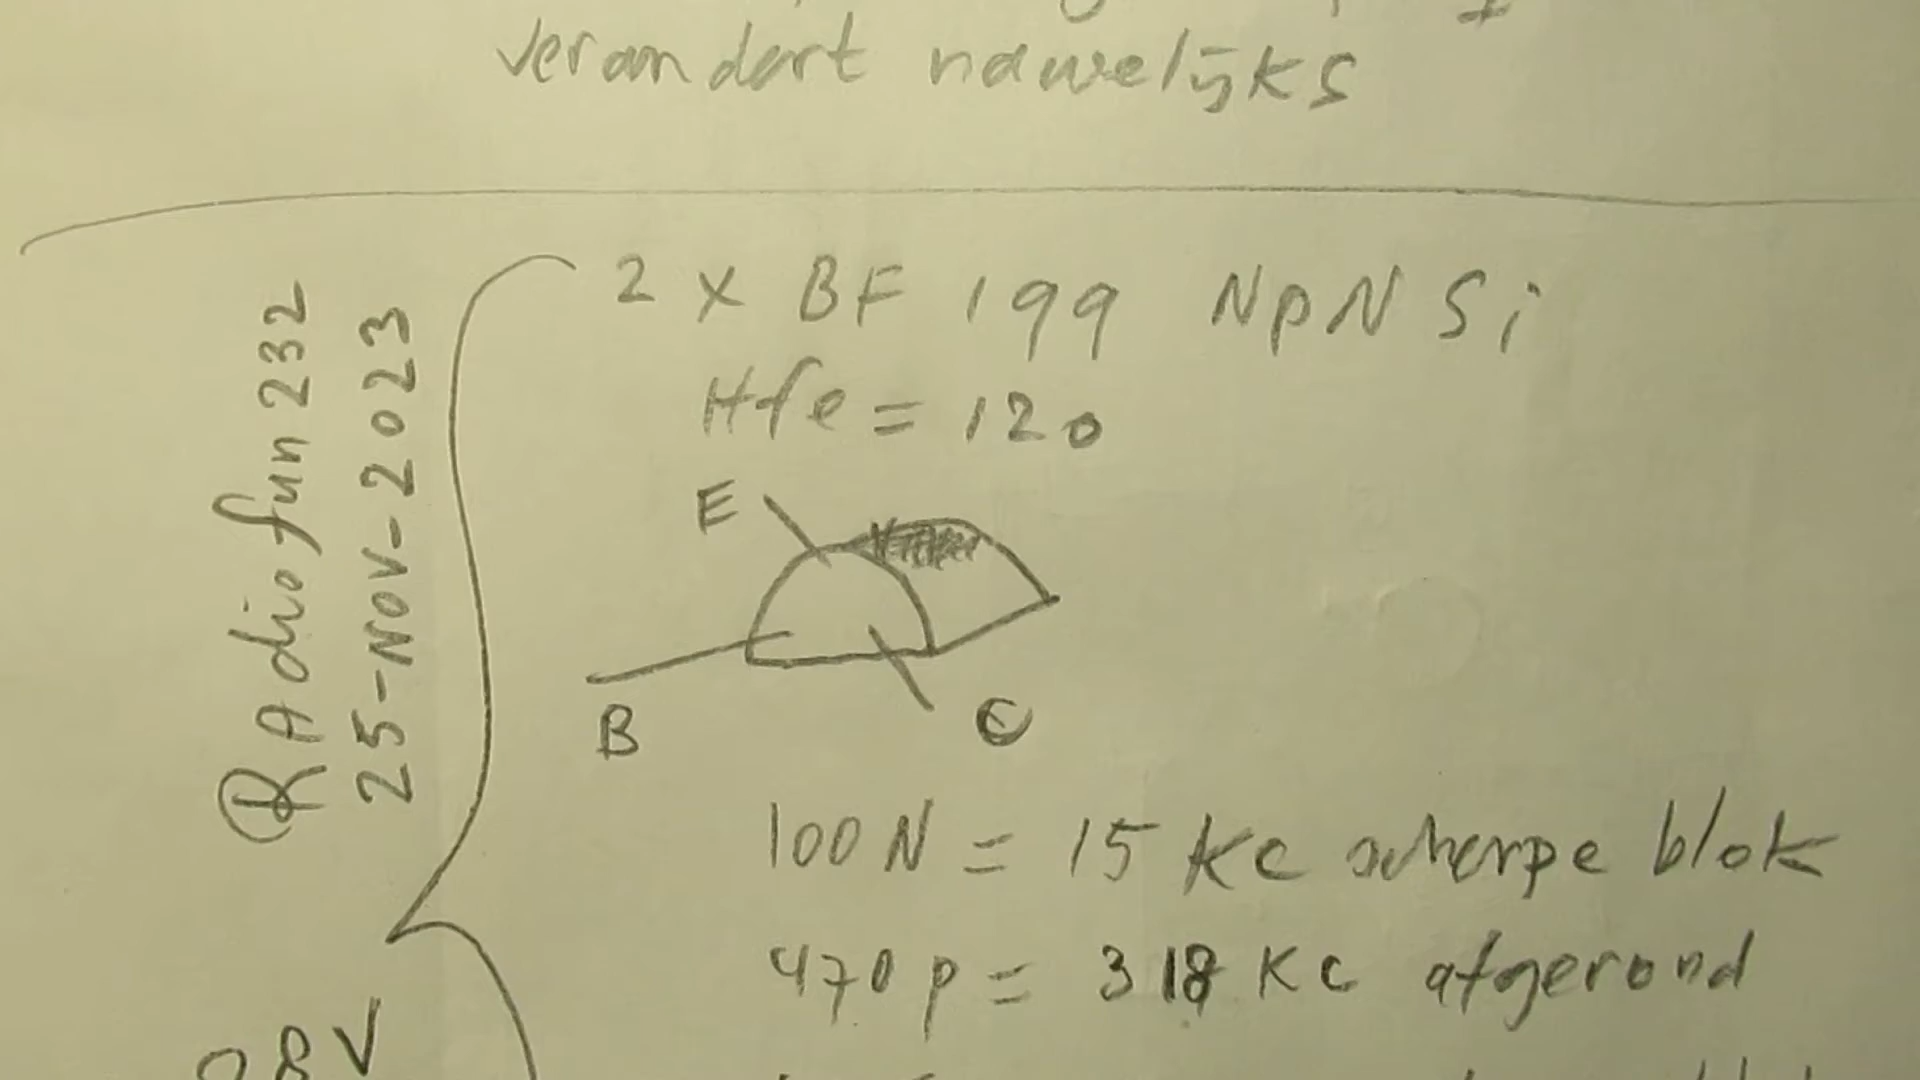 verandert nauwelijks
RAdiofun 232
25-NOV-2023
2 X BF 199 NPN Si
Hfe = 120
E
B
C
100 N = 15 Kc scherpe blok
470 p = 318 Kc afgerond